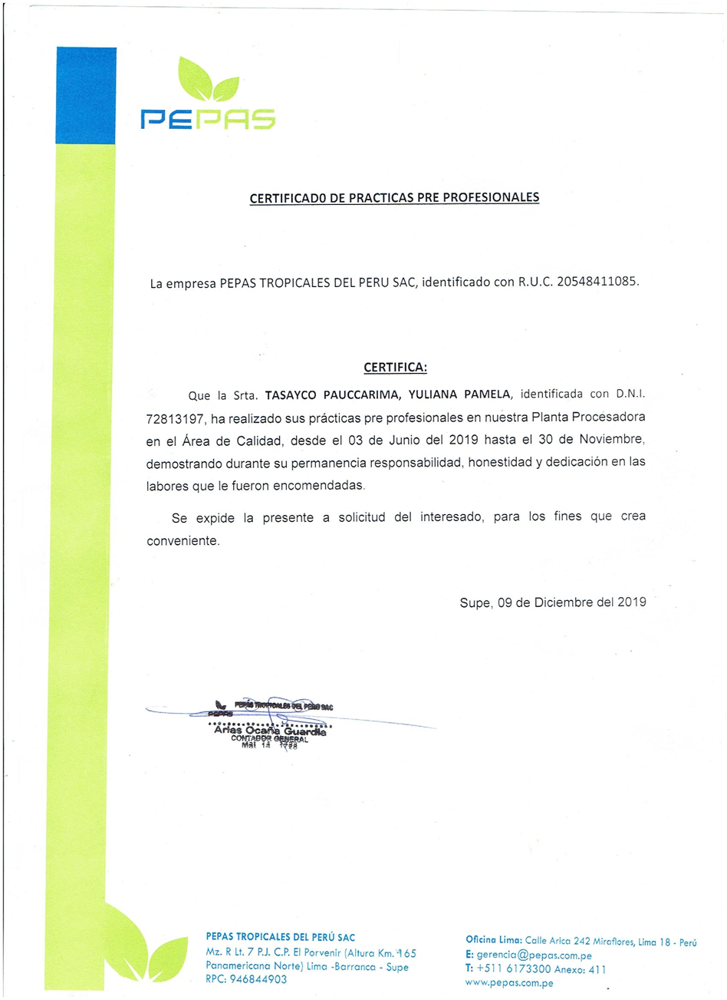 PEPAS
CERTIFICAD0 DE PRACTICAS PRE PROFESIONALES
La empresa PEPAS TROPICALES DEL PERU SAC, identificado con R.U.C. 20548411085.
CERTIFICA:
Que la Srta. TASAYCO PAUCCARIMA, YULIANA PAMELA, identificada con D.N.I.
72813197, ha realizado sus prácticas pre profesionales en nuestra Planta Procesadora
en el Área de Calidad, desde el 03 de Junio del 2019 hasta el 30 de Noviembre,
demostrando durante su permanencia responsabilidad, honestidad y dedicación en las
labores que le fueron encomendadas.
Se expide la presente a solicitud del interesado, para los fines que crea
conveniente.
Supe, 09 de Diciembre del 2019
PEPAS TROPICALES DEL PERU SAC
PEPAS
Arias Ocaña Guardia
CONTADOR GENERAL
Mat 14
PEPAS TROPICALES DEL PERÚ SAC
Mz. R Lt. 7 P.J. C.P. El Porvenir (Altura Km. 165
Panamericana Norte) Lima -Barranca - Supe
RPC: 946844903
Oficina Lima: Calle Arica 242 Miraflores, Lima 18 - Perú
E: gerencia@pepas.com.pe
T: +511 6173300 Anexo: 411
www.pepas.com.pe